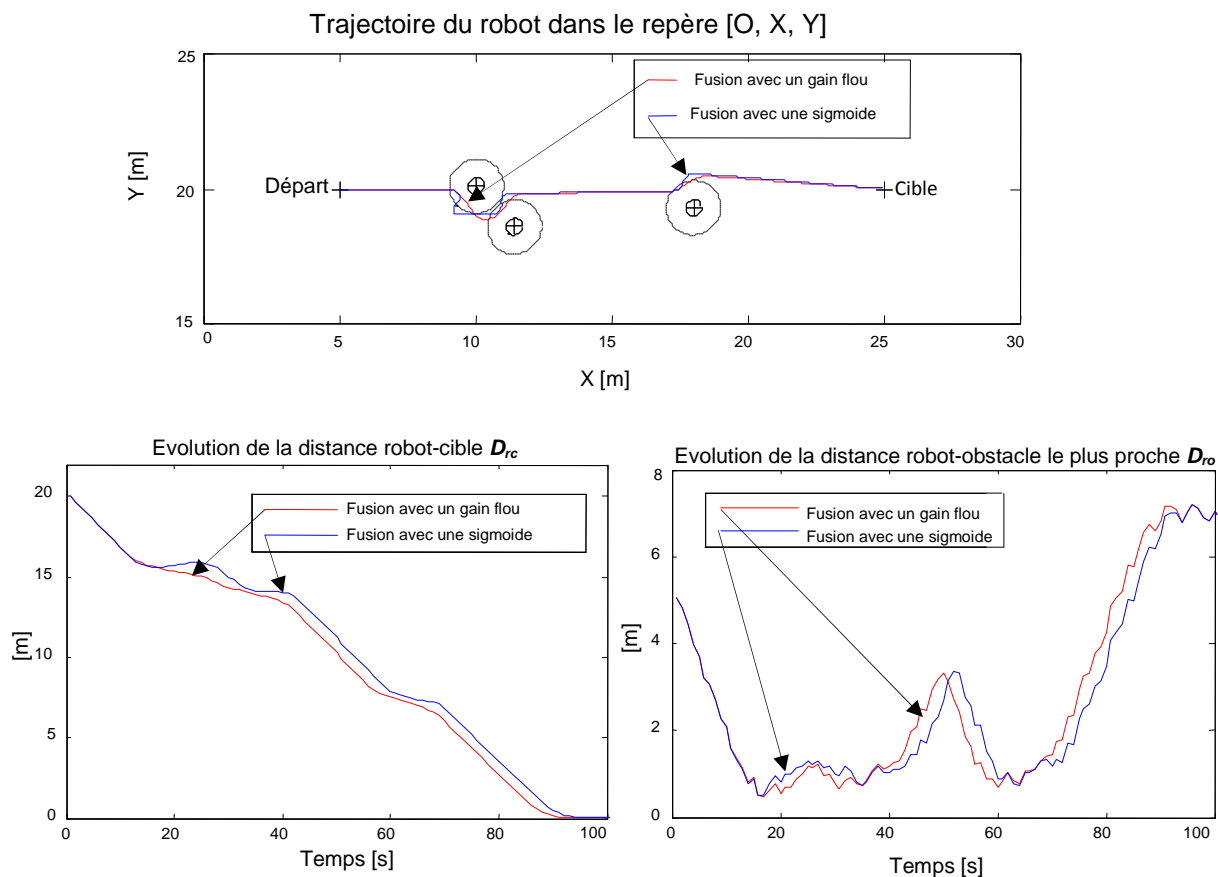 Trajectoire du robot dans le repère [O, X, Y]
25
20
15
Y [m]
Fusion avec un gain flou
Fusion avec une sigmoide
Départ
Cible
0 5 10 15 20 25 30
X [m]
Evolution de la distance robot-cible Drc
20
15
10
5
0
[m]
Fusion avec un gain flou
Fusion avec une sigmoide
0 20 40 60 80 100
Temps [s]
Evolution de la distance robot-obstacle le plus proche Dro
8
6
4
2
0
[m]
Fusion avec un gain flou
Fusion avec une sigmoide
0 20 40 60 80 100
Temps [s]